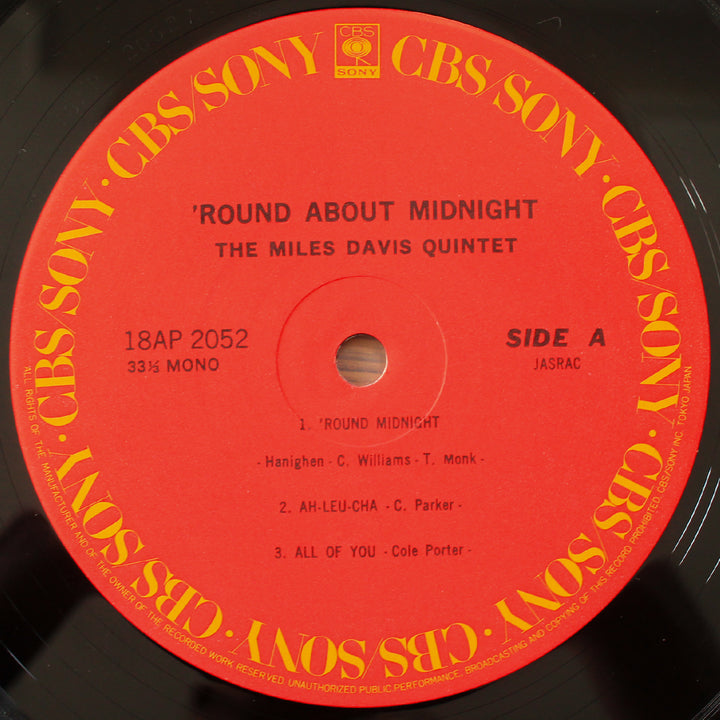 CBS
SONY
CBS/SONY · CBS/SONY · CBS/SONY · CBS/SONY · CBS/SONY · CBS/SONY · CBS/SONY · CBS/SONY
'ROUND ABOUT MIDNIGHT
THE MILES DAVIS QUINTET
18AP 2052
33⅓ MONO
SIDE A
JASRAC
1. 'ROUND MIDNIGHT
- Hanighen - C. Williams - T. Monk -
2. AH-LEU-CHA - C. Parker -
3. ALL OF YOU - Cole Porter -
ALL RIGHTS OF THE MANUFACTURER AND OF THE OWNER OF THE RECORDED WORK RESERVED. UNAUTHORIZED PUBLIC PERFORMANCE, BROADCASTING AND COPYING OF THIS RECORD PROHIBITED. CBS/SONY INC. TOKYO JAPAN